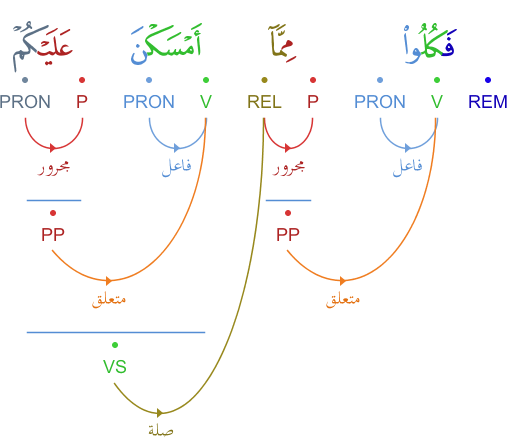 فَكُلُوا۟ مِمَّآ أَمْسَكْنَ عَلَيْكُمْ
PRON P PRON V REL P PRON V REM
مجرور فاعل مجرور فاعل
PP PP
متعلق متعلق
VS
صلة